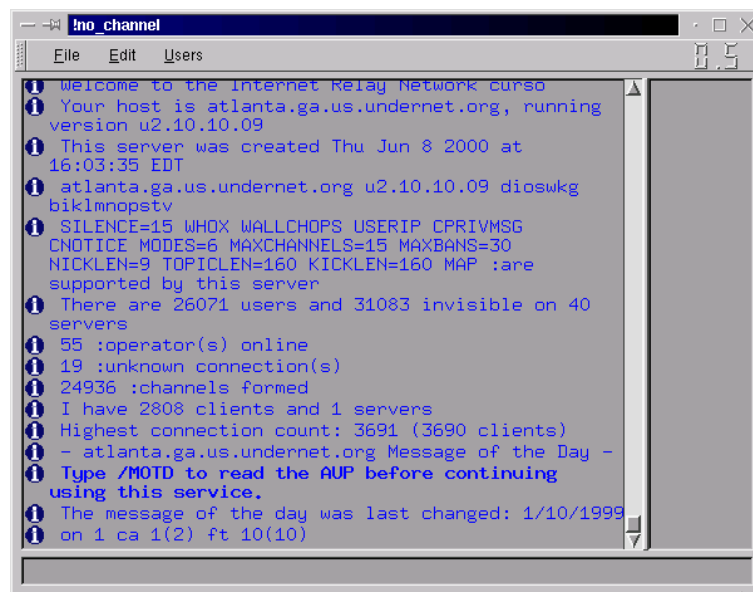 !no_channel
File Edit Users
0.5
Welcome to the Internet Relay Network curso
Your host is atlanta.ga.us.undernet.org, running
version u2.10.10.09
This server was created Thu Jun 8 2000 at
16:03:35 EDT
atlanta.ga.us.undernet.org u2.10.10.09 dioswkg
biklmnopstv
SILENCE=15 WHOX WALLCHOPS USERIP CPRIVMSG
CNOTICE MODES=6 MAXCHANNELS=15 MAXBANS=30
NICKLEN=9 TOPICLEN=160 KICKLEN=160 MAP :are
supported by this server
There are 26071 users and 31083 invisible on 40
servers
55 :operator(s) online
19 :unknown connection(s)
24936 :channels formed
I have 2808 clients and 1 servers
Highest connection count: 3691 (3690 clients)
- atlanta.ga.us.undernet.org Message of the Day -
Type /MOTD to read the AUP before continuing
using this service.
The message of the day was last changed: 1/10/1999
on 1 ca 1(2) ft 10(10)